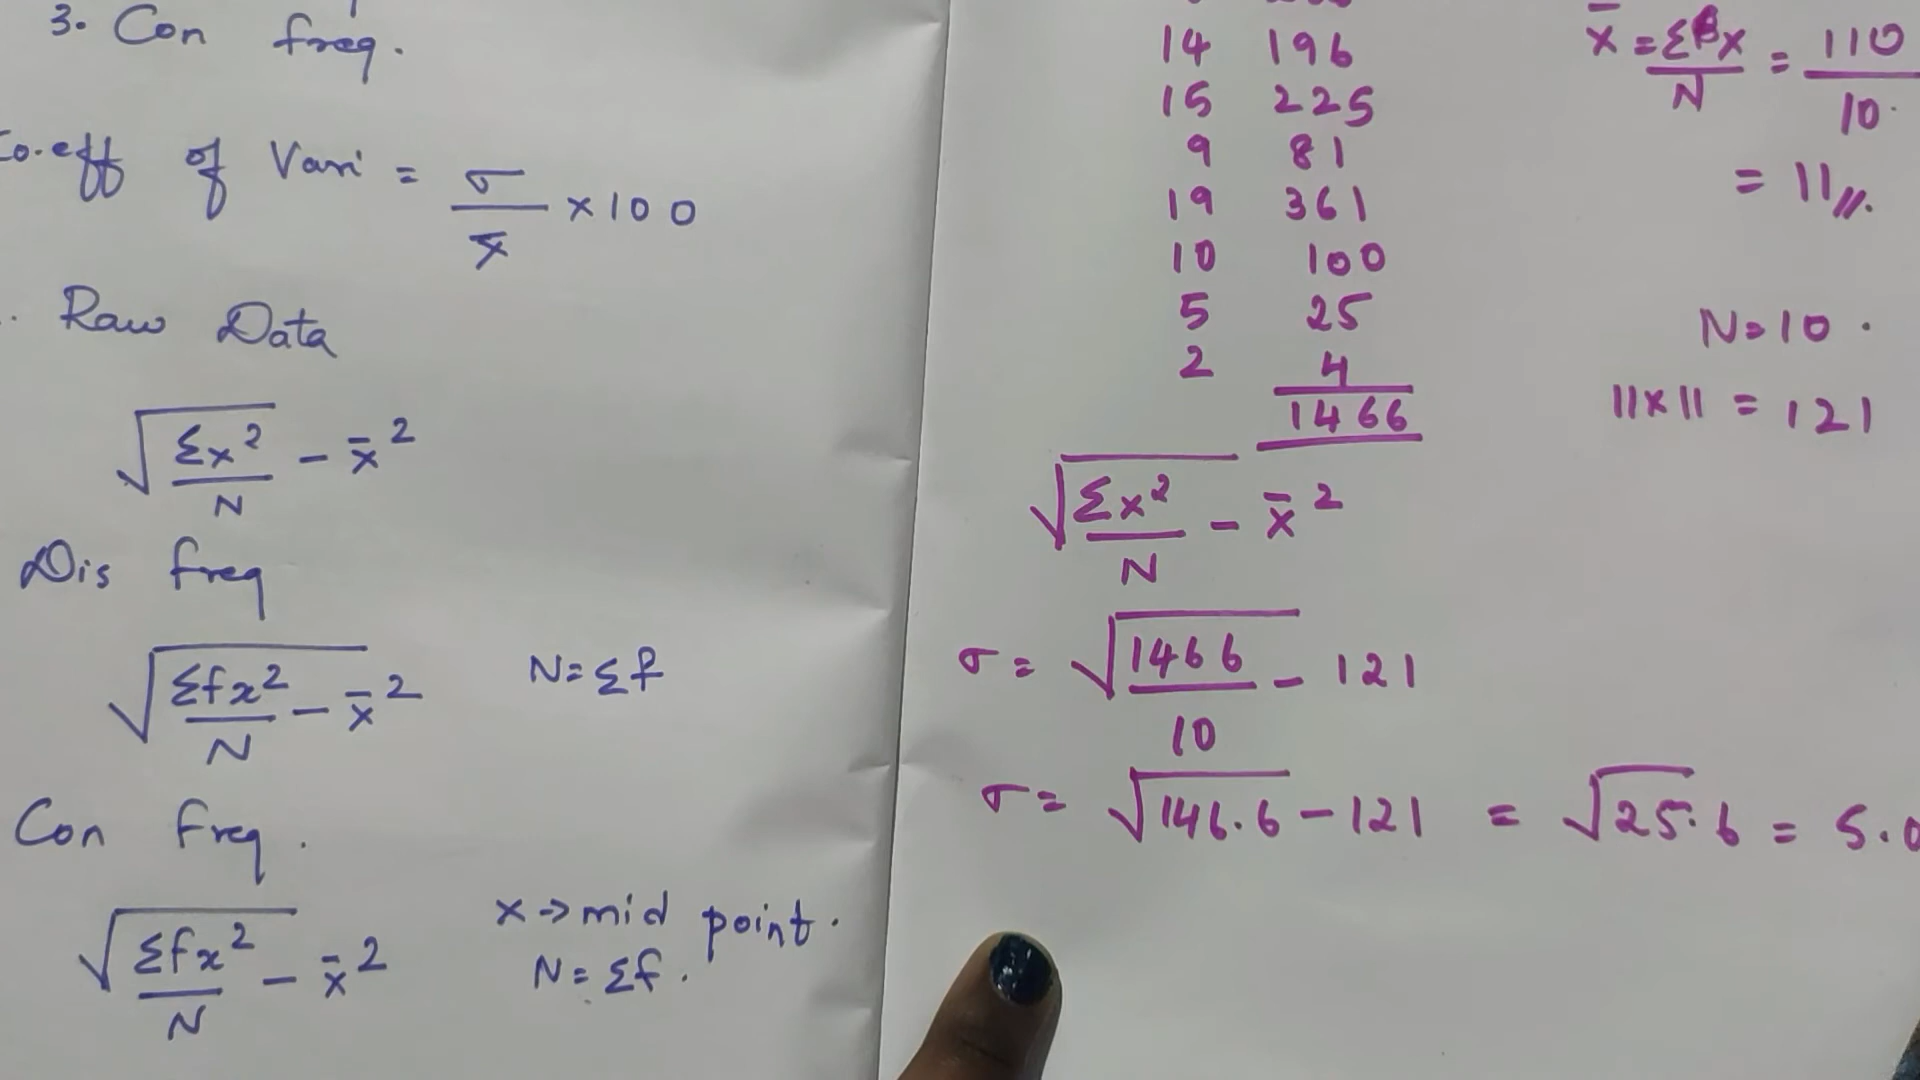 3. Con freq.
Co.eff of Vari = σ/x̄ × 100
Raw Data
√Σx²/N - x̄²
Dis freq
√Σfx²/N - x̄² N = Σf
Con freq.
√Σfx²/N - x̄² x → mid point.
N = Σf.
14 196
15 225
9 81
19 361
10 100
5 25
2 4
1466
√Σx²/N - x̄²
σ = √1466/10 - 121
σ = √146.6 - 121 = √25.6 = 5.0
x̄ = Σx/N = 110/10.
= 11//.
N = 10.
11x11 = 121